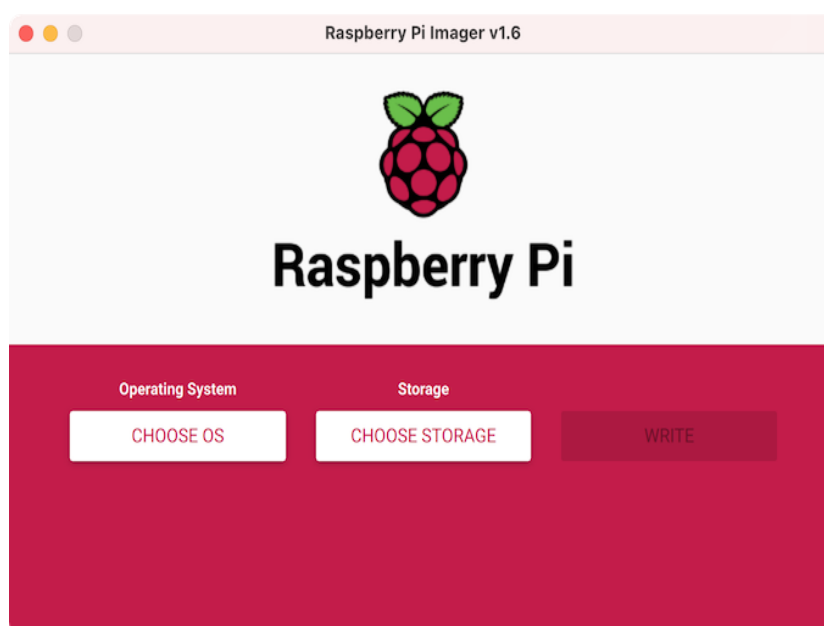 Raspberry Pi Imager v1.6
Raspberry Pi
Operating System
Storage
CHOOSE OS
CHOOSE STORAGE
WRITE